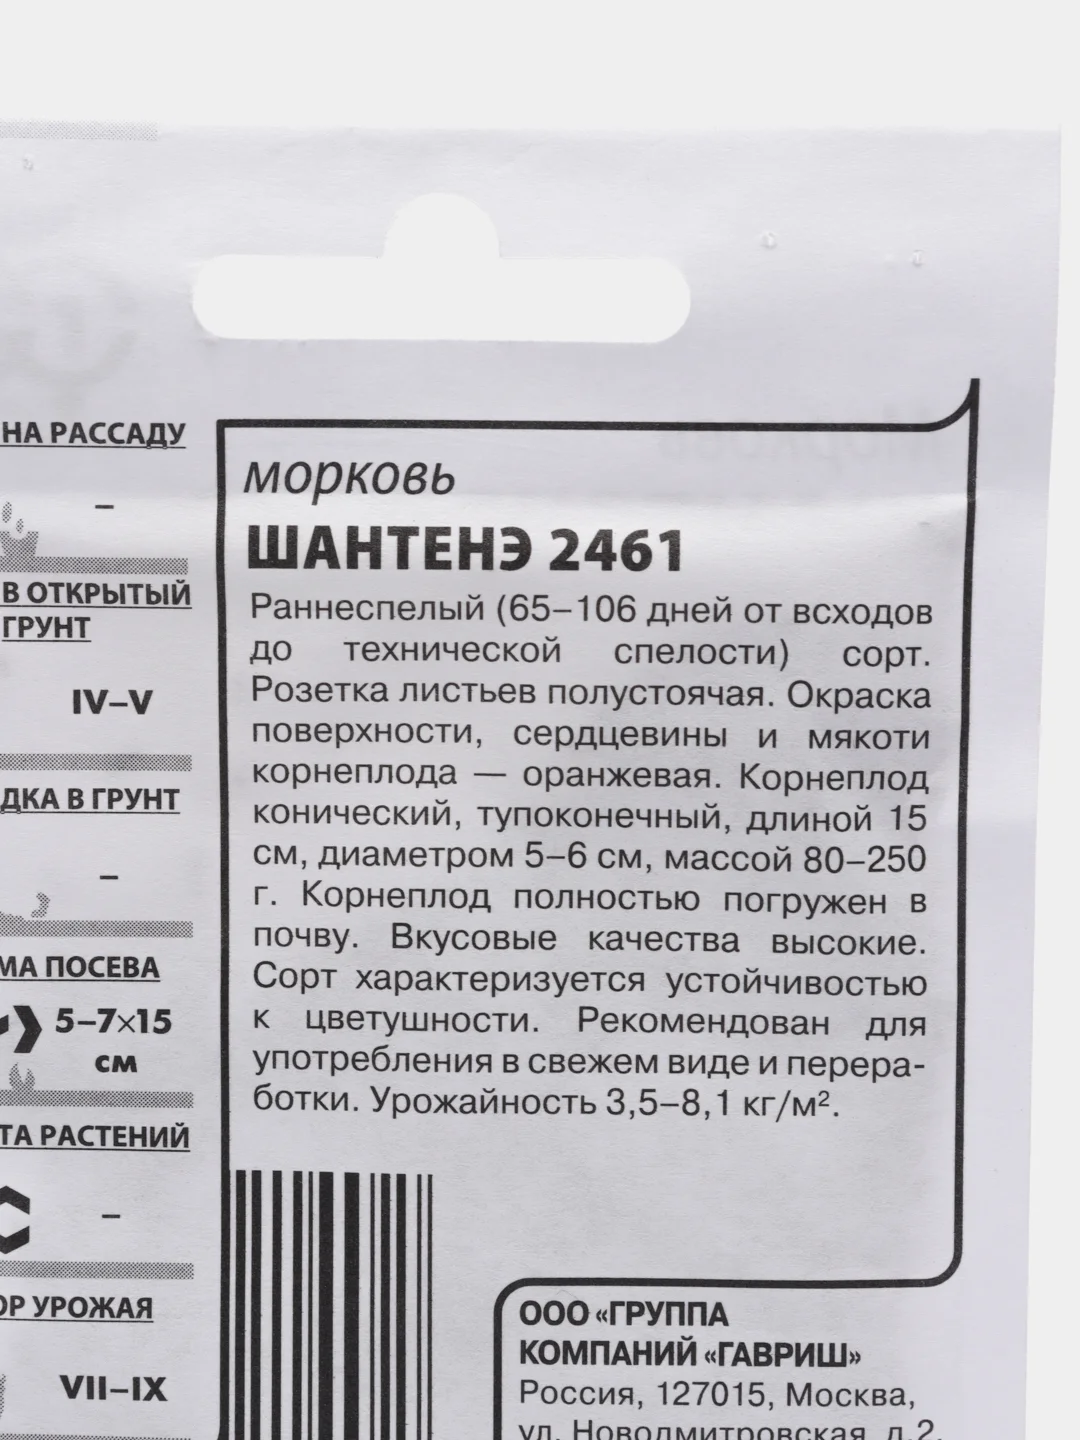 НА РАССАДУ
–
В ОТКРЫТЫЙ
ГРУНТ
IV–V
ДКА В ГРУНТ
–
МА ПОСЕВА
5–7×15
см
ТА РАСТЕНИЙ
–
ОР УРОЖАЯ
VII–IX
морковь
ШАНТЕНЭ 2461
Раннеспелый (65–106 дней от всходов
до технической спелости) сорт.
Розетка листьев полустоячая. Окраска
поверхности, сердцевины и мякоти
корнеплода — оранжевая. Корнеплод
конический, тупоконечный, длиной 15
см, диаметром 5–6 см, массой 80–250
г. Корнеплод полностью погружен в
почву. Вкусовые качества высокие.
Сорт характеризуется устойчивостью
к цветушности. Рекомендован для
употребления в свежем виде и перера-
ботки. Урожайность 3,5–8,1 кг/м².
ООО «ГРУППА
КОМПАНИЙ «ГАВРИШ»
Россия, 127015, Москва,
ул. Новодмитровская, д.2,